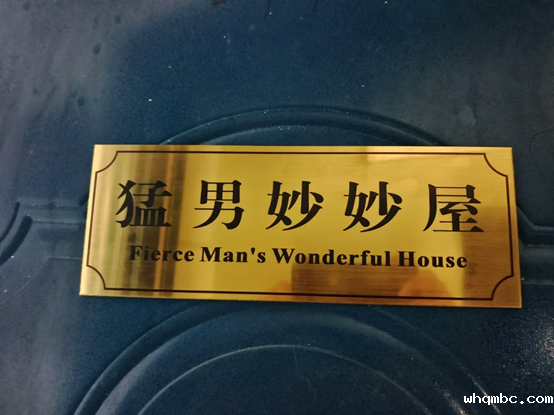 猛男妙妙屋
Fierce Man's Wonderful House
whqmbc.com